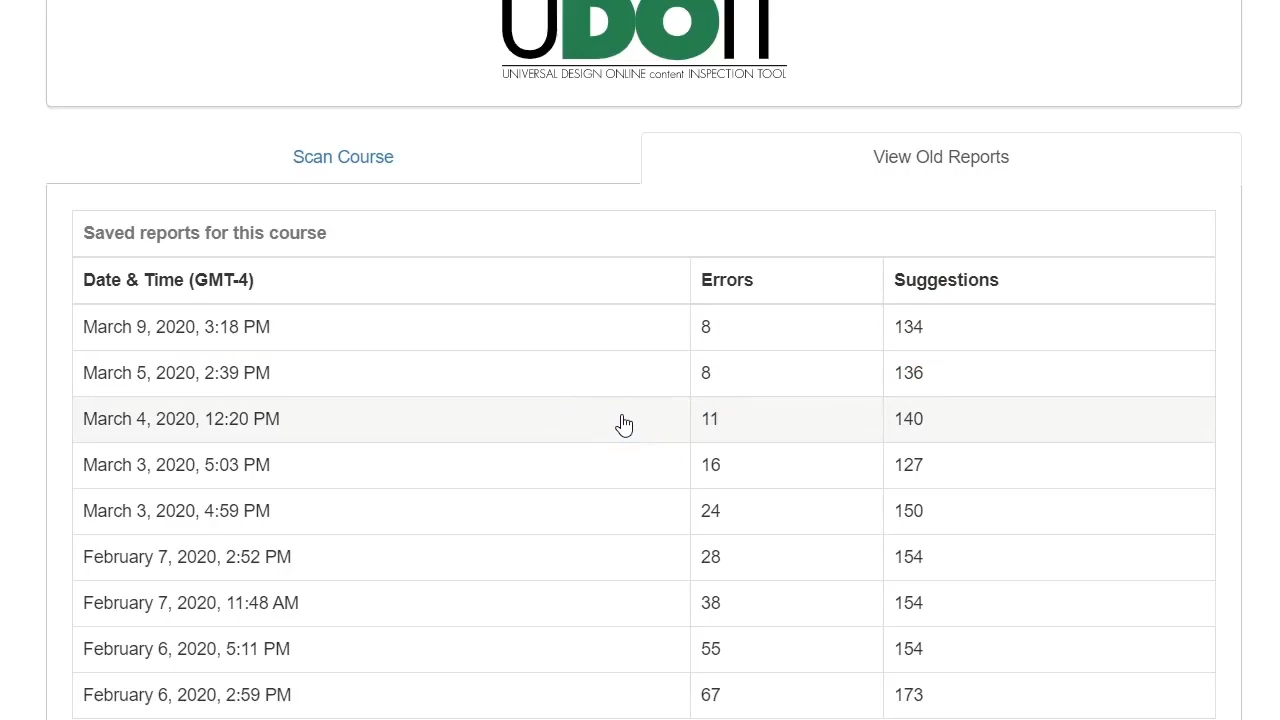 UDOIT
UNIVERSAL DESIGN ONLINE content INSPECTION TOOL
Scan Course
View Old Reports
Saved reports for this course
Date & Time (GMT-4) Errors Suggestions
March 9, 2020, 3:18 PM 8 134
March 5, 2020, 2:39 PM 8 136
March 4, 2020, 12:20 PM 11 140
March 3, 2020, 5:03 PM 16 127
March 3, 2020, 4:59 PM 24 150
February 7, 2020, 2:52 PM 28 154
February 7, 2020, 11:48 AM 38 154
February 6, 2020, 5:11 PM 55 154
February 6, 2020, 2:59 PM 67 173